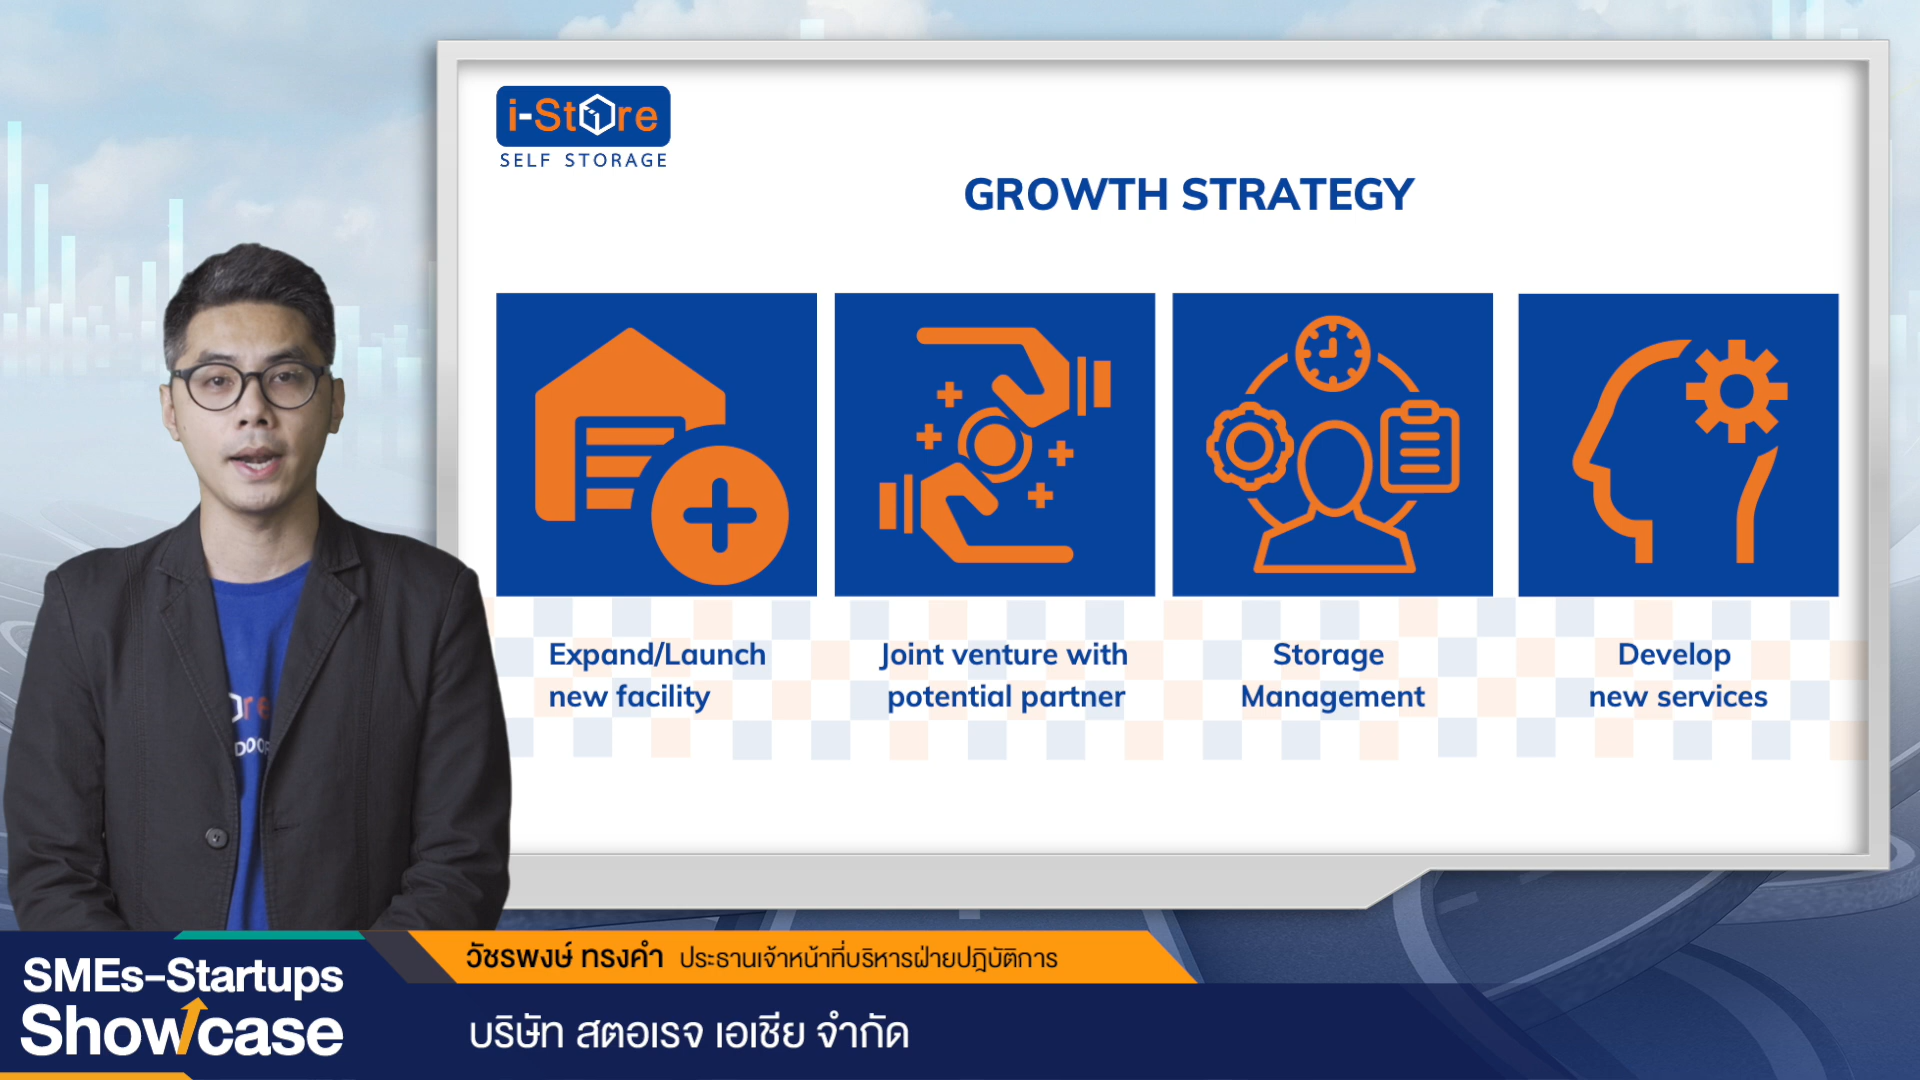 i-Store
SELF STORAGE
GROWTH STRATEGY
Expand/Launch
new facility
Joint venture with
potential partner
Storage
Management
Develop
new services
วัชรพงษ์ ทรงคำ ประธานเจ้าหน้าที่บริหารฝ่ายปฏิบัติการ
บริษัท สตอเรจ เอเชีย จำกัด
SMEs-Startups
Showcase